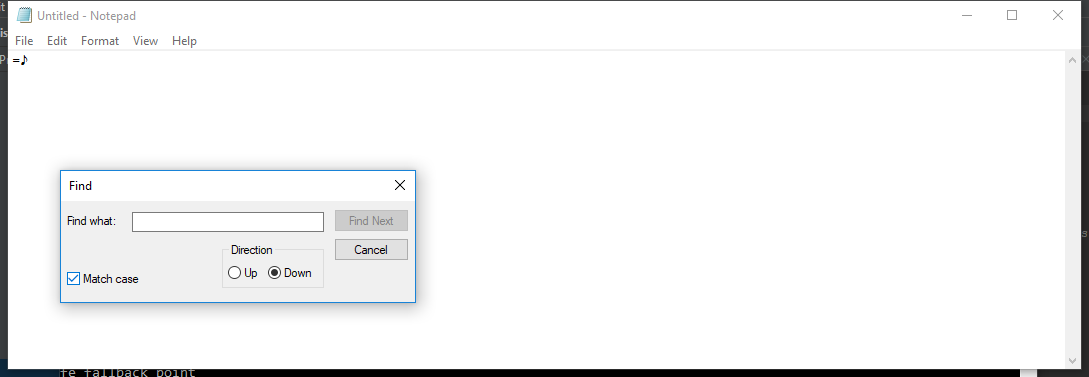 Untitled - Notepad
File Edit Format View Help
=♪
Find
Find what:
Find Next
Cancel
Direction
Up Down
Match case
fe fallback point